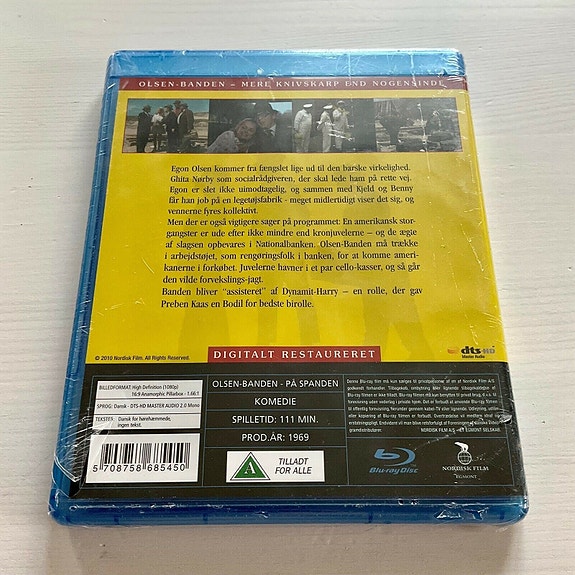 OLSEN-BANDEN – MERE KNIVSKARP END NOGENSINDE
Egon Olsen kommer fra fængslet lige ud til den barske virkelighed.
Ghita Nørby som socialrådgiveren, der skal lede ham på rette vej.
Egon er slet ikke uimodtagelig, og sammen med Kjeld og Benny
får han job på en legetøjsfabrik - meget midlertidigt viser det sig, og
vennerne fyres kollektivt.
Men der er også vigtigere sager på programmet: En amerikansk stor-
gangster er ude efter ikke mindre end kronjuvelerne – og de ægte
af slagsen opbevares i Nationalbanken. Olsen-Banden må trække
i arbejdstøjet, som rengøringsfolk i banken, for at komme ameri-
kanerne i forkøbet. Juvelerne havner i et par cello-kasser, og så går
den vilde forvekslings-jagt.
Banden bliver "assisteret" af Dynamit-Harry – en rolle, der gav
Preben Kaas en Bodil for bedste birolle.
© 2010 Nordisk Film. All Rights Reserved.
DIGITALT RESTAURERET
dts-HD
Master Audio
BILLEDFORMAT: High Definition (1080p)
16:9 Anamorphic Pillarbox - 1.66:1
SPROG: Dansk - DTS-HD MASTER AUDIO 2.0 Mono
TEKSTES: Dansk for hørehæmmede,
ingen tekst.
5 708758 685450
OLSEN-BANDEN - PÅ SPANDEN
KOMEDIE
SPILLETID: 111 MIN.
PROD.ÅR: 1969
A
TILLADT
FOR ALLE
NORDISK FILM A/S - ET EGMONT SELSKAB.
Blu-ray Disc
NORDISK FILM
EGMONT